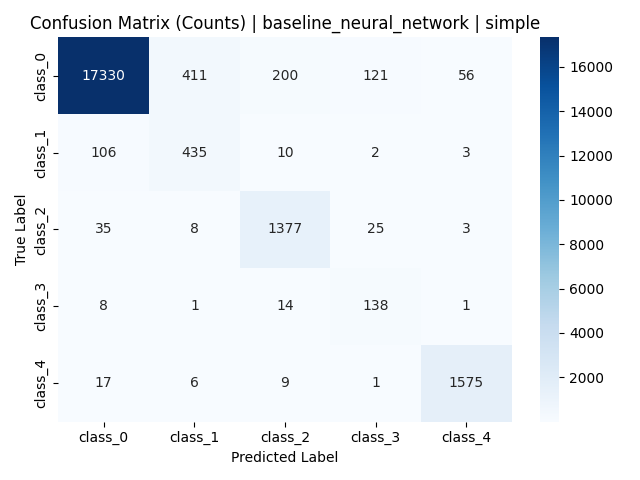 Confusion Matrix (Counts) | baseline_neural_network | simple
True Label
class_0
17330 411 200 121 56
class_1
106 435 10 2 3
class_2
35 8 1377 25 3
class_3
8 1 14 138 1
class_4
17 6 9 1 1575
class_0 class_1 class_2 class_3 class_4
Predicted Label
16000
14000
12000
10000
8000
6000
4000
2000